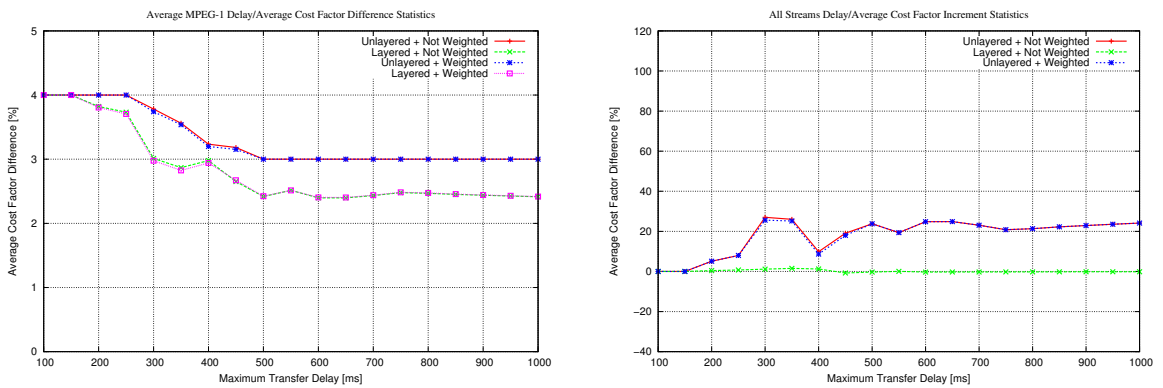 Average MPEG-1 Delay/Average Cost Factor Difference Statistics
5
4
3
2
1
0
Average Cost Factor Difference [%]
Unlayered + Not Weighted
Layered + Not Weighted
Unlayered + Weighted
Layered + Weighted
100 200 300 400 500 600 700 800 900 1000
Maximum Transfer Delay [ms]
All Streams Delay/Average Cost Factor Increment Statistics
120
100
80
60
40
20
0
−20
−40
Average Cost Factor Difference [%]
Unlayered + Not Weighted
Layered + Not Weighted
Unlayered + Weighted
Layered + Weighted
100 200 300 400 500 600 700 800 900 1000
Maximum Transfer Delay [ms]